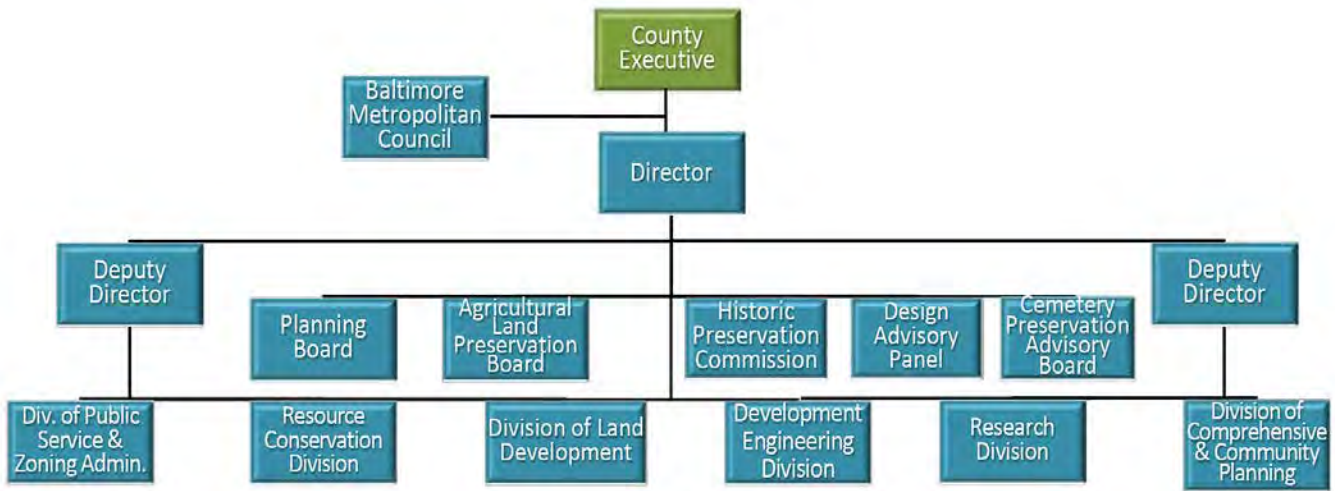 County
Executive
Baltimore
Metropolitan
Council
Director
Deputy
Director
Deputy
Director
Planning
Board
Agricultural
Land
Preservation
Board
Historic
Preservation
Commission
Design
Advisory
Panel
Cemetery
Preservation
Advisory
Board
Div. of Public
Service &
Zoning Admin.
Resource
Conservation
Division
Division of Land
Development
Development
Engineering
Division
Research
Division
Division of
Comprehensive
& Community
Planning